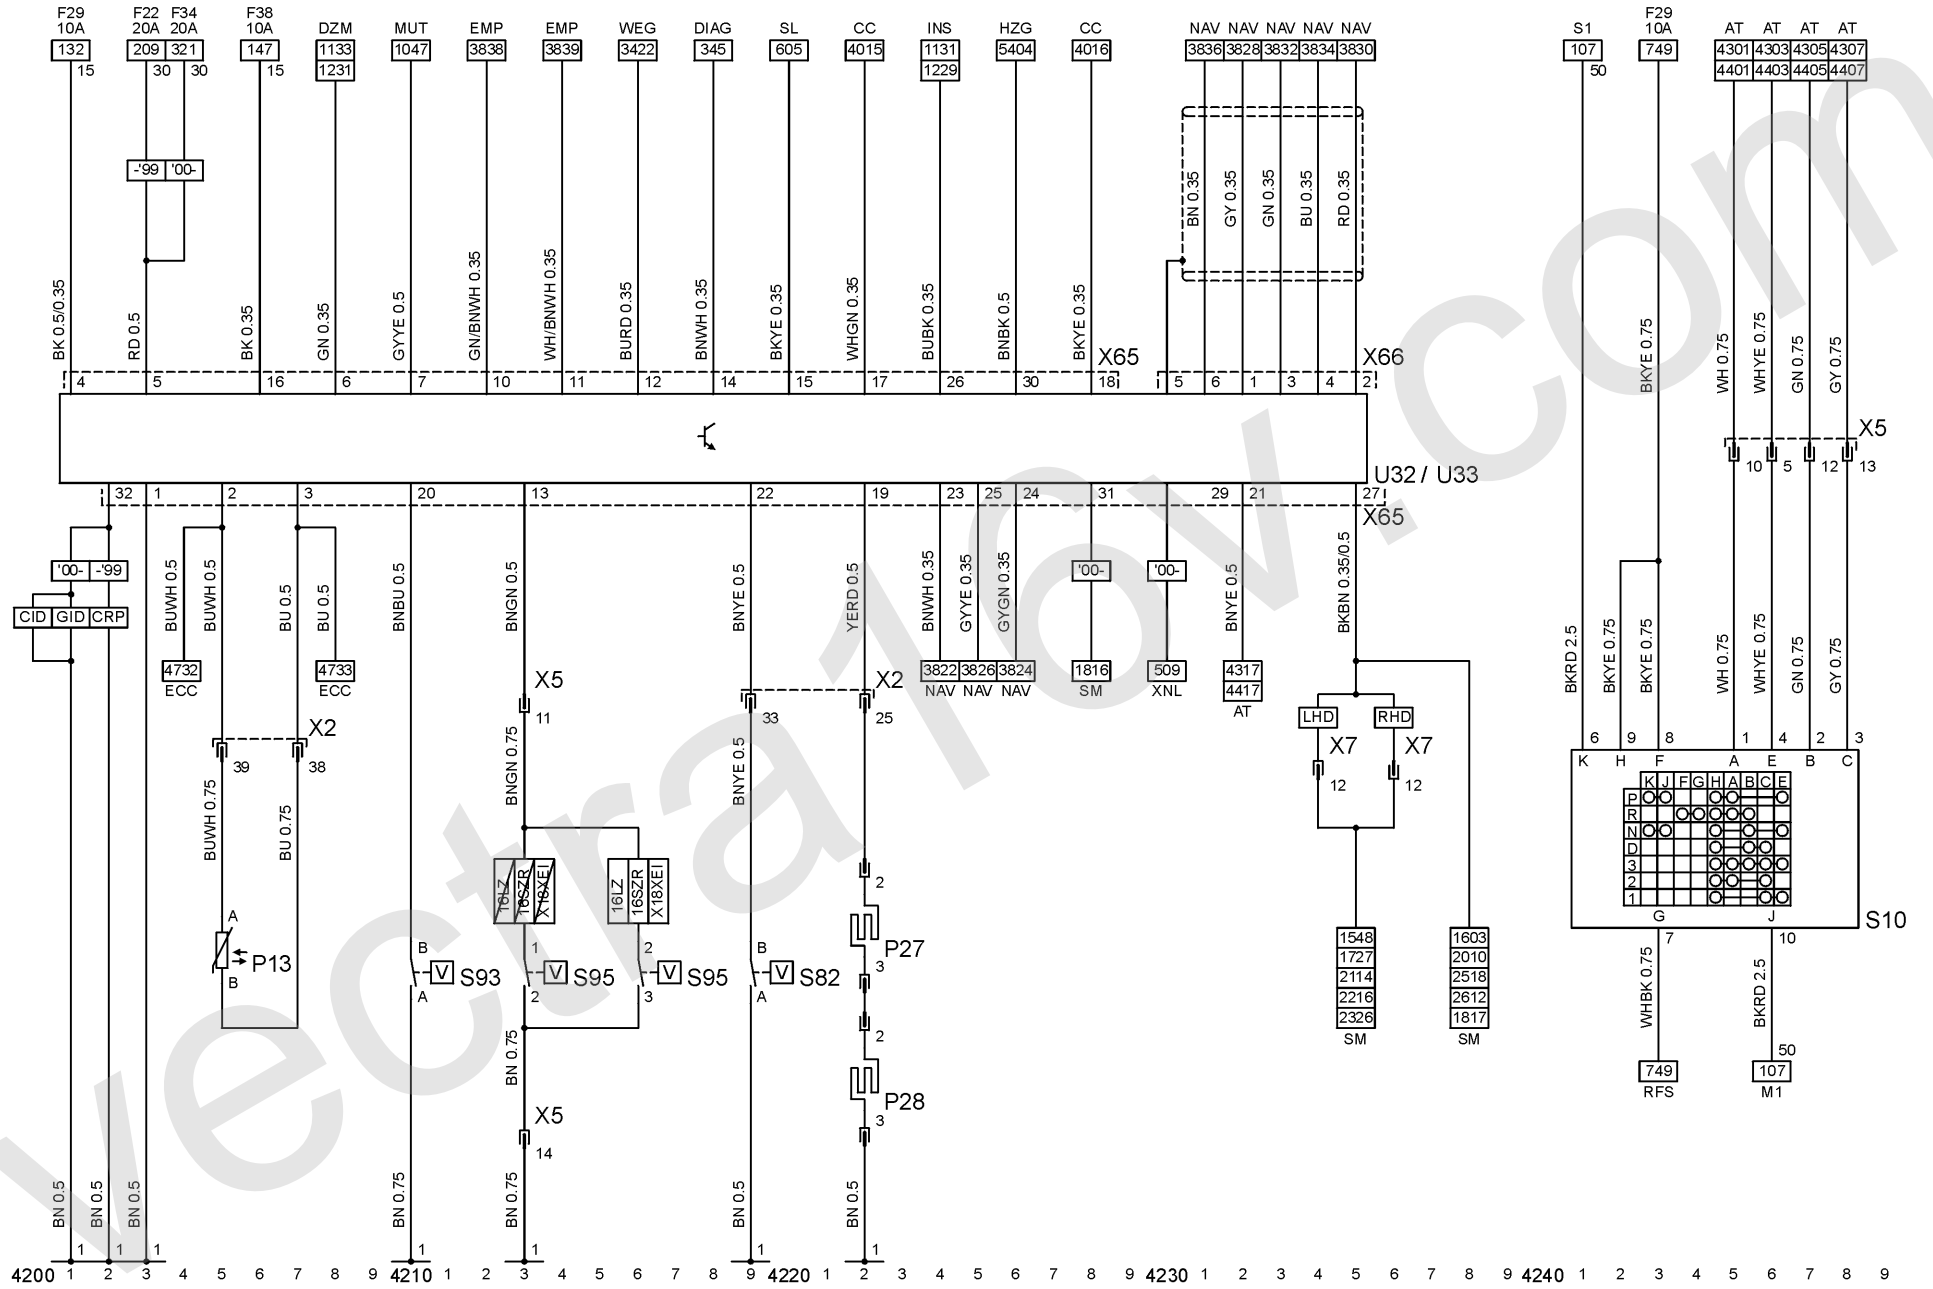 F29 F22 F34 F38 F29
10A 20A 20A 10A DZM MUT EMP EMP WEG DIAG SL CC INS HZG CC NAV NAV NAV NAV NAV S1 10A AT AT AT AT
132 209 321 147 1133 1047 3838 3839 3422 345 605 4015 1131 5404 4016 3836 3828 3832 3834 3830 107 749 4301 4303 4305 4307
15 30 30 15 1231 1229 50 4401 4403 4405 4407
-'99 '00-
BN 0.35 GY 0.35 GN 0.35 BU 0.35 RD 0.35
BK 0.5/0.35 RD 0.5 BK 0.35 GN 0.35 GYYE 0.5 GN/BNWH 0.35 WH/BNWH 0.35 BURD 0.35 BNWH 0.35 BKYE 0.35 WHGN 0.35 BUBK 0.35 BNBK 0.5 BKYE 0.35
BKYE 0.75 WH 0.75 WHYE 0.75 GN 0.75 GY 0.75
X65 X66
4 5 16 6 7 10 11 12 14 15 17 26 30 18 5 6 1 3 4 2
X5
10 5 12 13
U32 / U33
32 1 2 3 20 13 22 19 23 25 24 31 29 21 27
X65
'00- -'99 '00- '00-
CID GID CRP
BUWH 0.5 BUWH 0.5 BU 0.5 BU 0.5 BNBU 0.5 BNGN 0.5 BNYE 0.5 YERD 0.5 BNWH 0.35 GYYE 0.35 GYGN 0.35 BNYE 0.5 BKBN 0.35/0.5
BKRD 2.5 BKYE 0.75 BKYE 0.75 WH 0.75 WHYE 0.75 GN 0.75 GY 0.75
4732 4733 3822 3826 3824 1816 509 4317
ECC ECC NAV NAV NAV SM XNL 4417
AT
X5 X2
11 33 25
LHD RHD
X2 X7 X7
39 38 12 12
6 9 8 1 4 2 3
K H F A E B C
BUWH 0.75 BU 0.75 BNGN 0.75 BNYE 0.5
K J F G H A B C E
P
R
N
D
3
2
1
G J
S10
7 10
16LZ 16SZR X18XEI 16LZ 16SZR X18XEI
2
A B 1 2 B P27
P13 V S93 V S95 V S95 V S82 3
B A 2 3 A
1548 1603
1727 2010
2114 2518
2216 2612
2326 1817
SM SM
WHBK 0.75 BKRD 2.5
50
749 107
RFS M1
2
P28
3
BN 0.75
X5
14
BN 0.5 BN 0.5 BN 0.5 BN 0.75 BN 0.75 BN 0.5 BN 0.5
1 1 1 1 1 1 1
4200 1 2 3 4 5 6 7 8 9 4210 1 2 3 4 5 6 7 8 9 4220 1 2 3 4 5 6 7 8 9 4230 1 2 3 4 5 6 7 8 9 4240 1 2 3 4 5 6 7 8 9
vectra16v.com